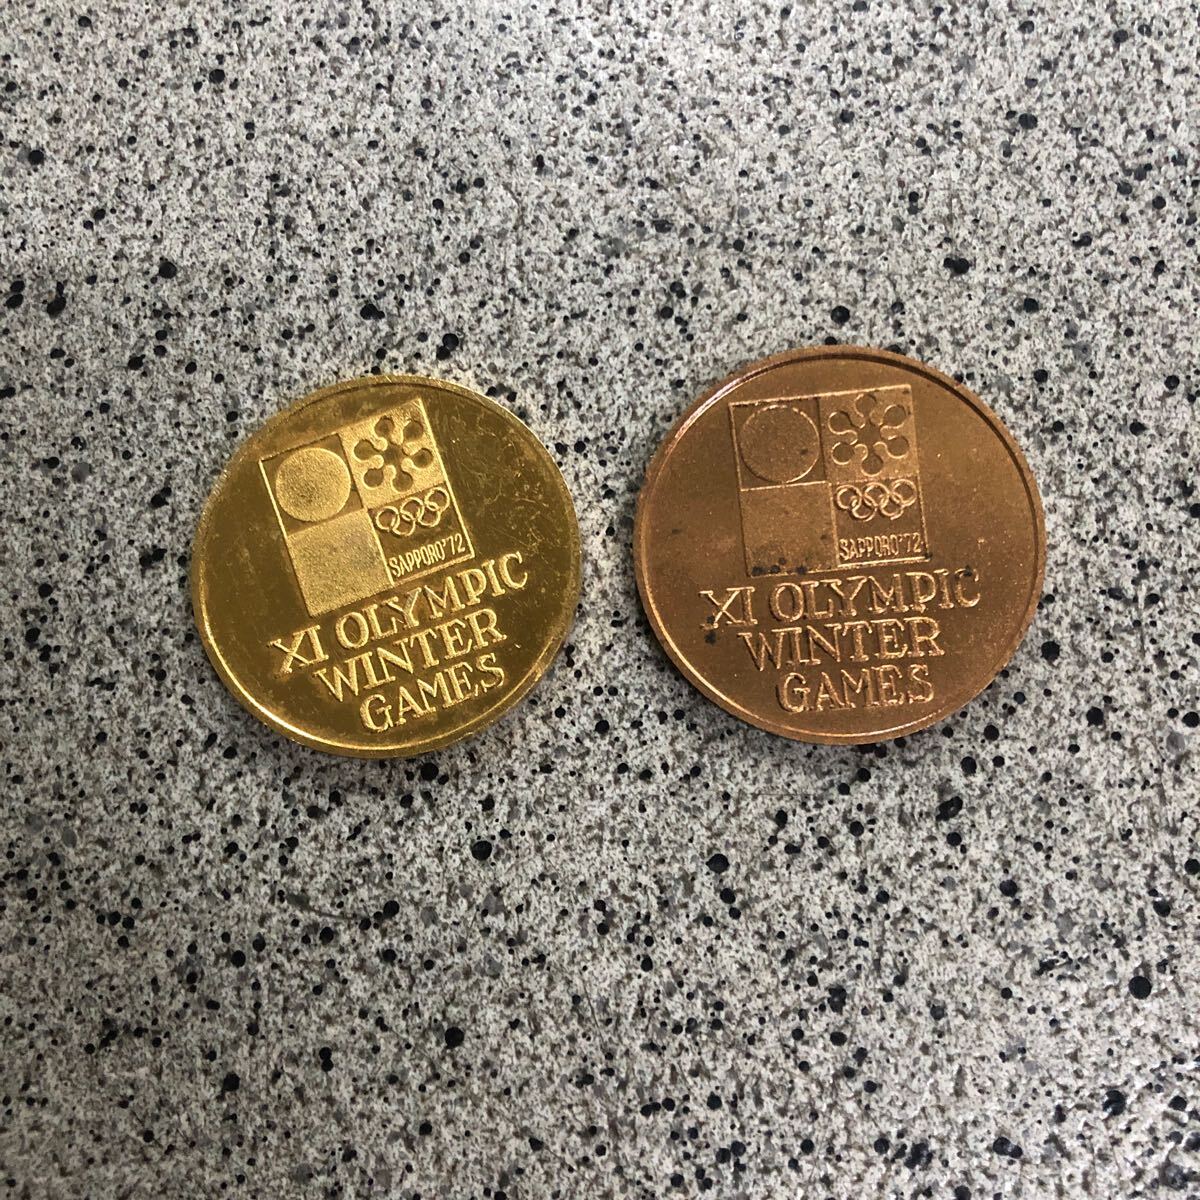 SAPPORO'72
XI OLYMPIC
WINTER
GAMES
SAPPORO'72
XI OLYMPIC
WINTER
GAMES